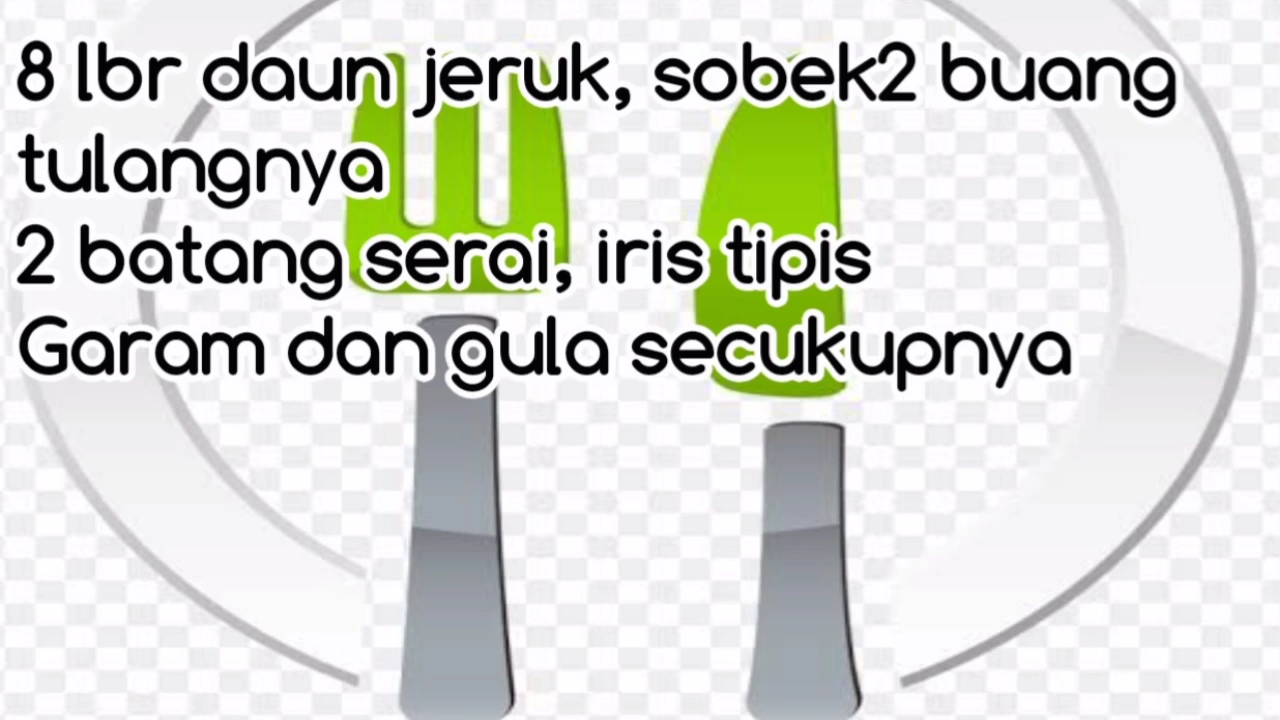 8 lbr daun jeruk, sobek2 buang
tulangnya
2 batang serai, iris tipis
Garam dan gula secukupnya